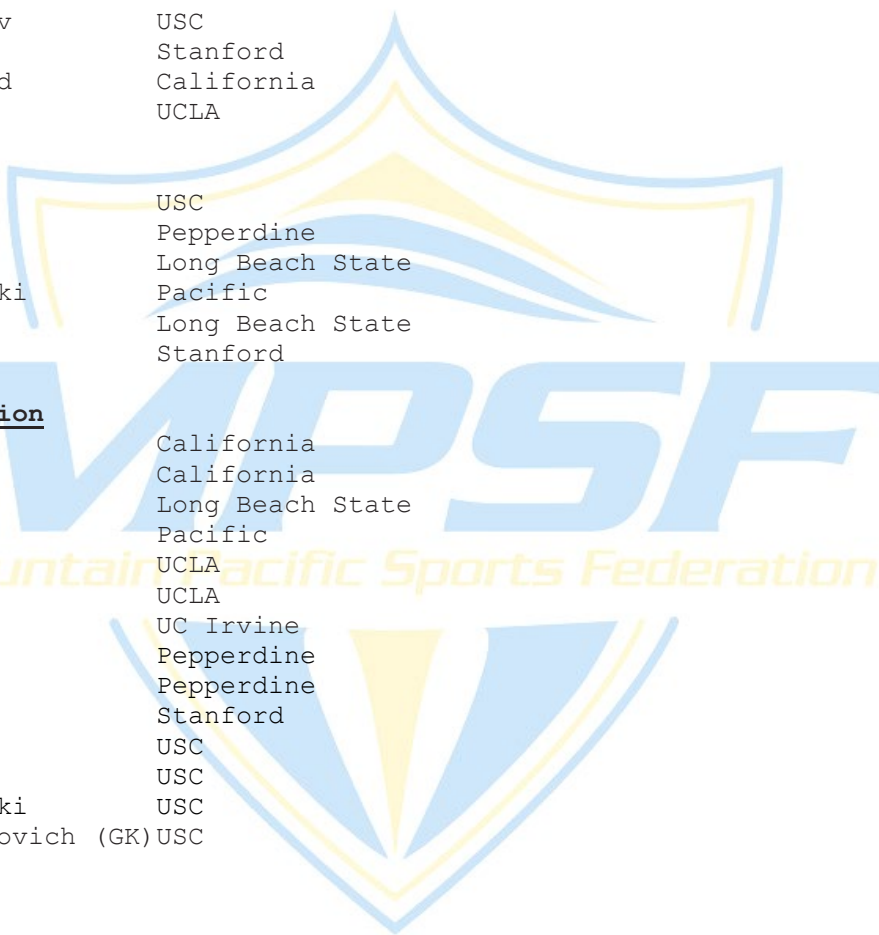 v USC
Stanford
d California
UCLA
USC
Pepperdine
Long Beach State
ki Pacific
Long Beach State
Stanford
ion
California
California
Long Beach State
Pacific
UCLA
UCLA
UC Irvine
Pepperdine
Pepperdine
Stanford
USC
USC
ki USC
ovich (GK)USC
MPSF
untain Pacific Sports Federation